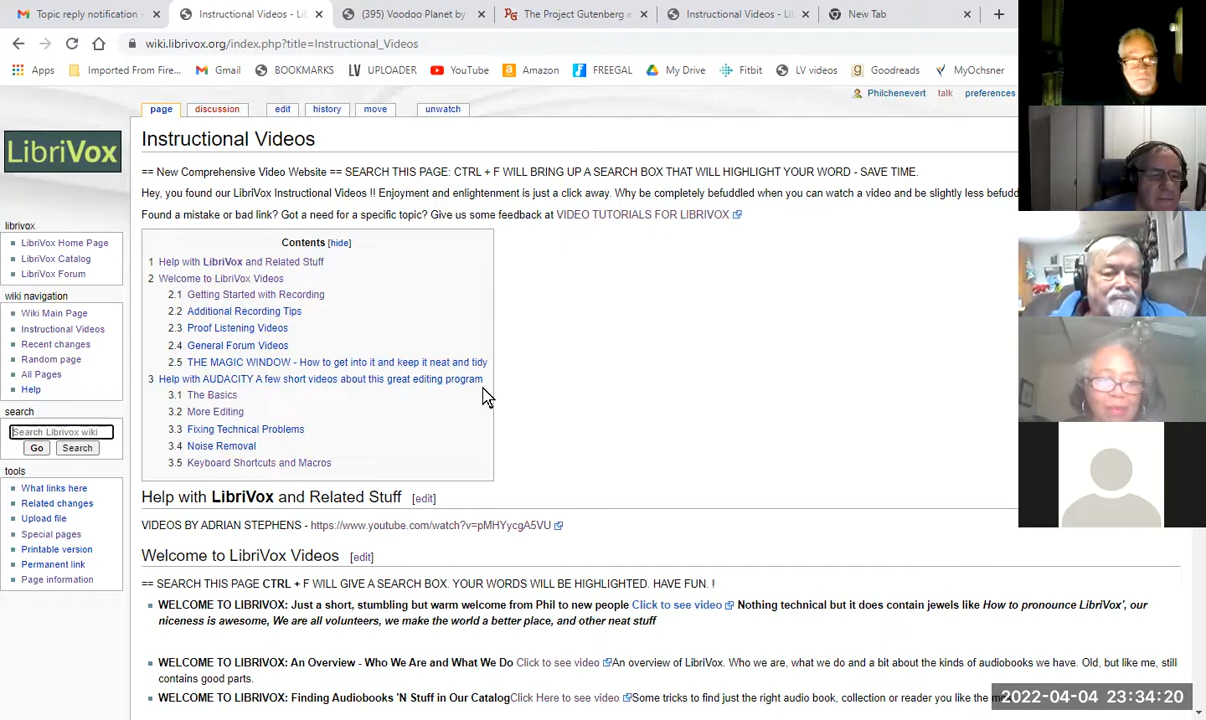 Topic reply notification -
Instructional Videos - Lib
(395) Voodoo Planet by
The Project Gutenberg e
Instructional Videos - Lib
New Tab
wiki.librivox.org/index.php?title=Instructional_Videos
Apps
Imported From Fire...
Gmail
BOOKMARKS
LV UPLOADER
YouTube
Amazon
FREEGAL
My Drive
Fitbit
LV videos
Goodreads
MyOchsner
Philchenevert talk preferences
page discussion edit history move unwatch
LibriVox
Instructional Videos
== New Comprehensive Video Website == SEARCH THIS PAGE: CTRL + F WILL BRING UP A SEARCH BOX THAT WILL HIGHLIGHT YOUR WORD - SAVE TIME.
Hey, you found our LibriVox Instructional Videos !! Enjoyment and enlightenment is just a click away. Why be completely befuddled when you can watch a video and be slightly less befudd
Found a mistake or bad link? Got a need for a specific topic? Give us some feedback at VIDEO TUTORIALS FOR LIBRIVOX
librivox
LibriVox Home Page
LibriVox Catalog
LibriVox Forum
wiki navigation
Wiki Main Page
Instructional Videos
Recent changes
Random page
All Pages
Help
search
Search Librivox wiki
Go Search
tools
What links here
Related changes
Upload file
Special pages
Printable version
Permanent link
Page information
Contents [hide]
1 Help with LibriVox and Related Stuff
2 Welcome to LibriVox Videos
2.1 Getting Started with Recording
2.2 Additional Recording Tips
2.3 Proof Listening Videos
2.4 General Forum Videos
2.5 THE MAGIC WINDOW - How to get into it and keep it neat and tidy
3 Help with AUDACITY A few short videos about this great editing program
3.1 The Basics
3.2 More Editing
3.3 Fixing Technical Problems
3.4 Noise Removal
3.5 Keyboard Shortcuts and Macros
Help with LibriVox and Related Stuff [edit]
VIDEOS BY ADRIAN STEPHENS - https://www.youtube.com/watch?v=pMHYycgA5VU
Welcome to LibriVox Videos [edit]
== SEARCH THIS PAGE CTRL + F WILL GIVE A SEARCH BOX. YOUR WORDS WILL BE HIGHLIGHTED. HAVE FUN. !
WELCOME TO LIBRIVOX: Just a short, stumbling but warm welcome from Phil to new people Click to see video Nothing technical but it does contain jewels like How to pronounce LibriVox', our
niceness is awesome, We are all volunteers, we make the world a better place, and other neat stuff
WELCOME TO LIBRIVOX: An Overview - Who We Are and What We Do Click to see video An overview of LibriVox. Who we are, what we do and a bit about the kinds of audiobooks we have. Old, but like me, still
contains good parts.
WELCOME TO LIBRIVOX: Finding Audiobooks 'N Stuff in Our Catalog Click Here to see video Some tricks to find just the right audio book, collection or reader you like the
2022-04-04 23:34:20